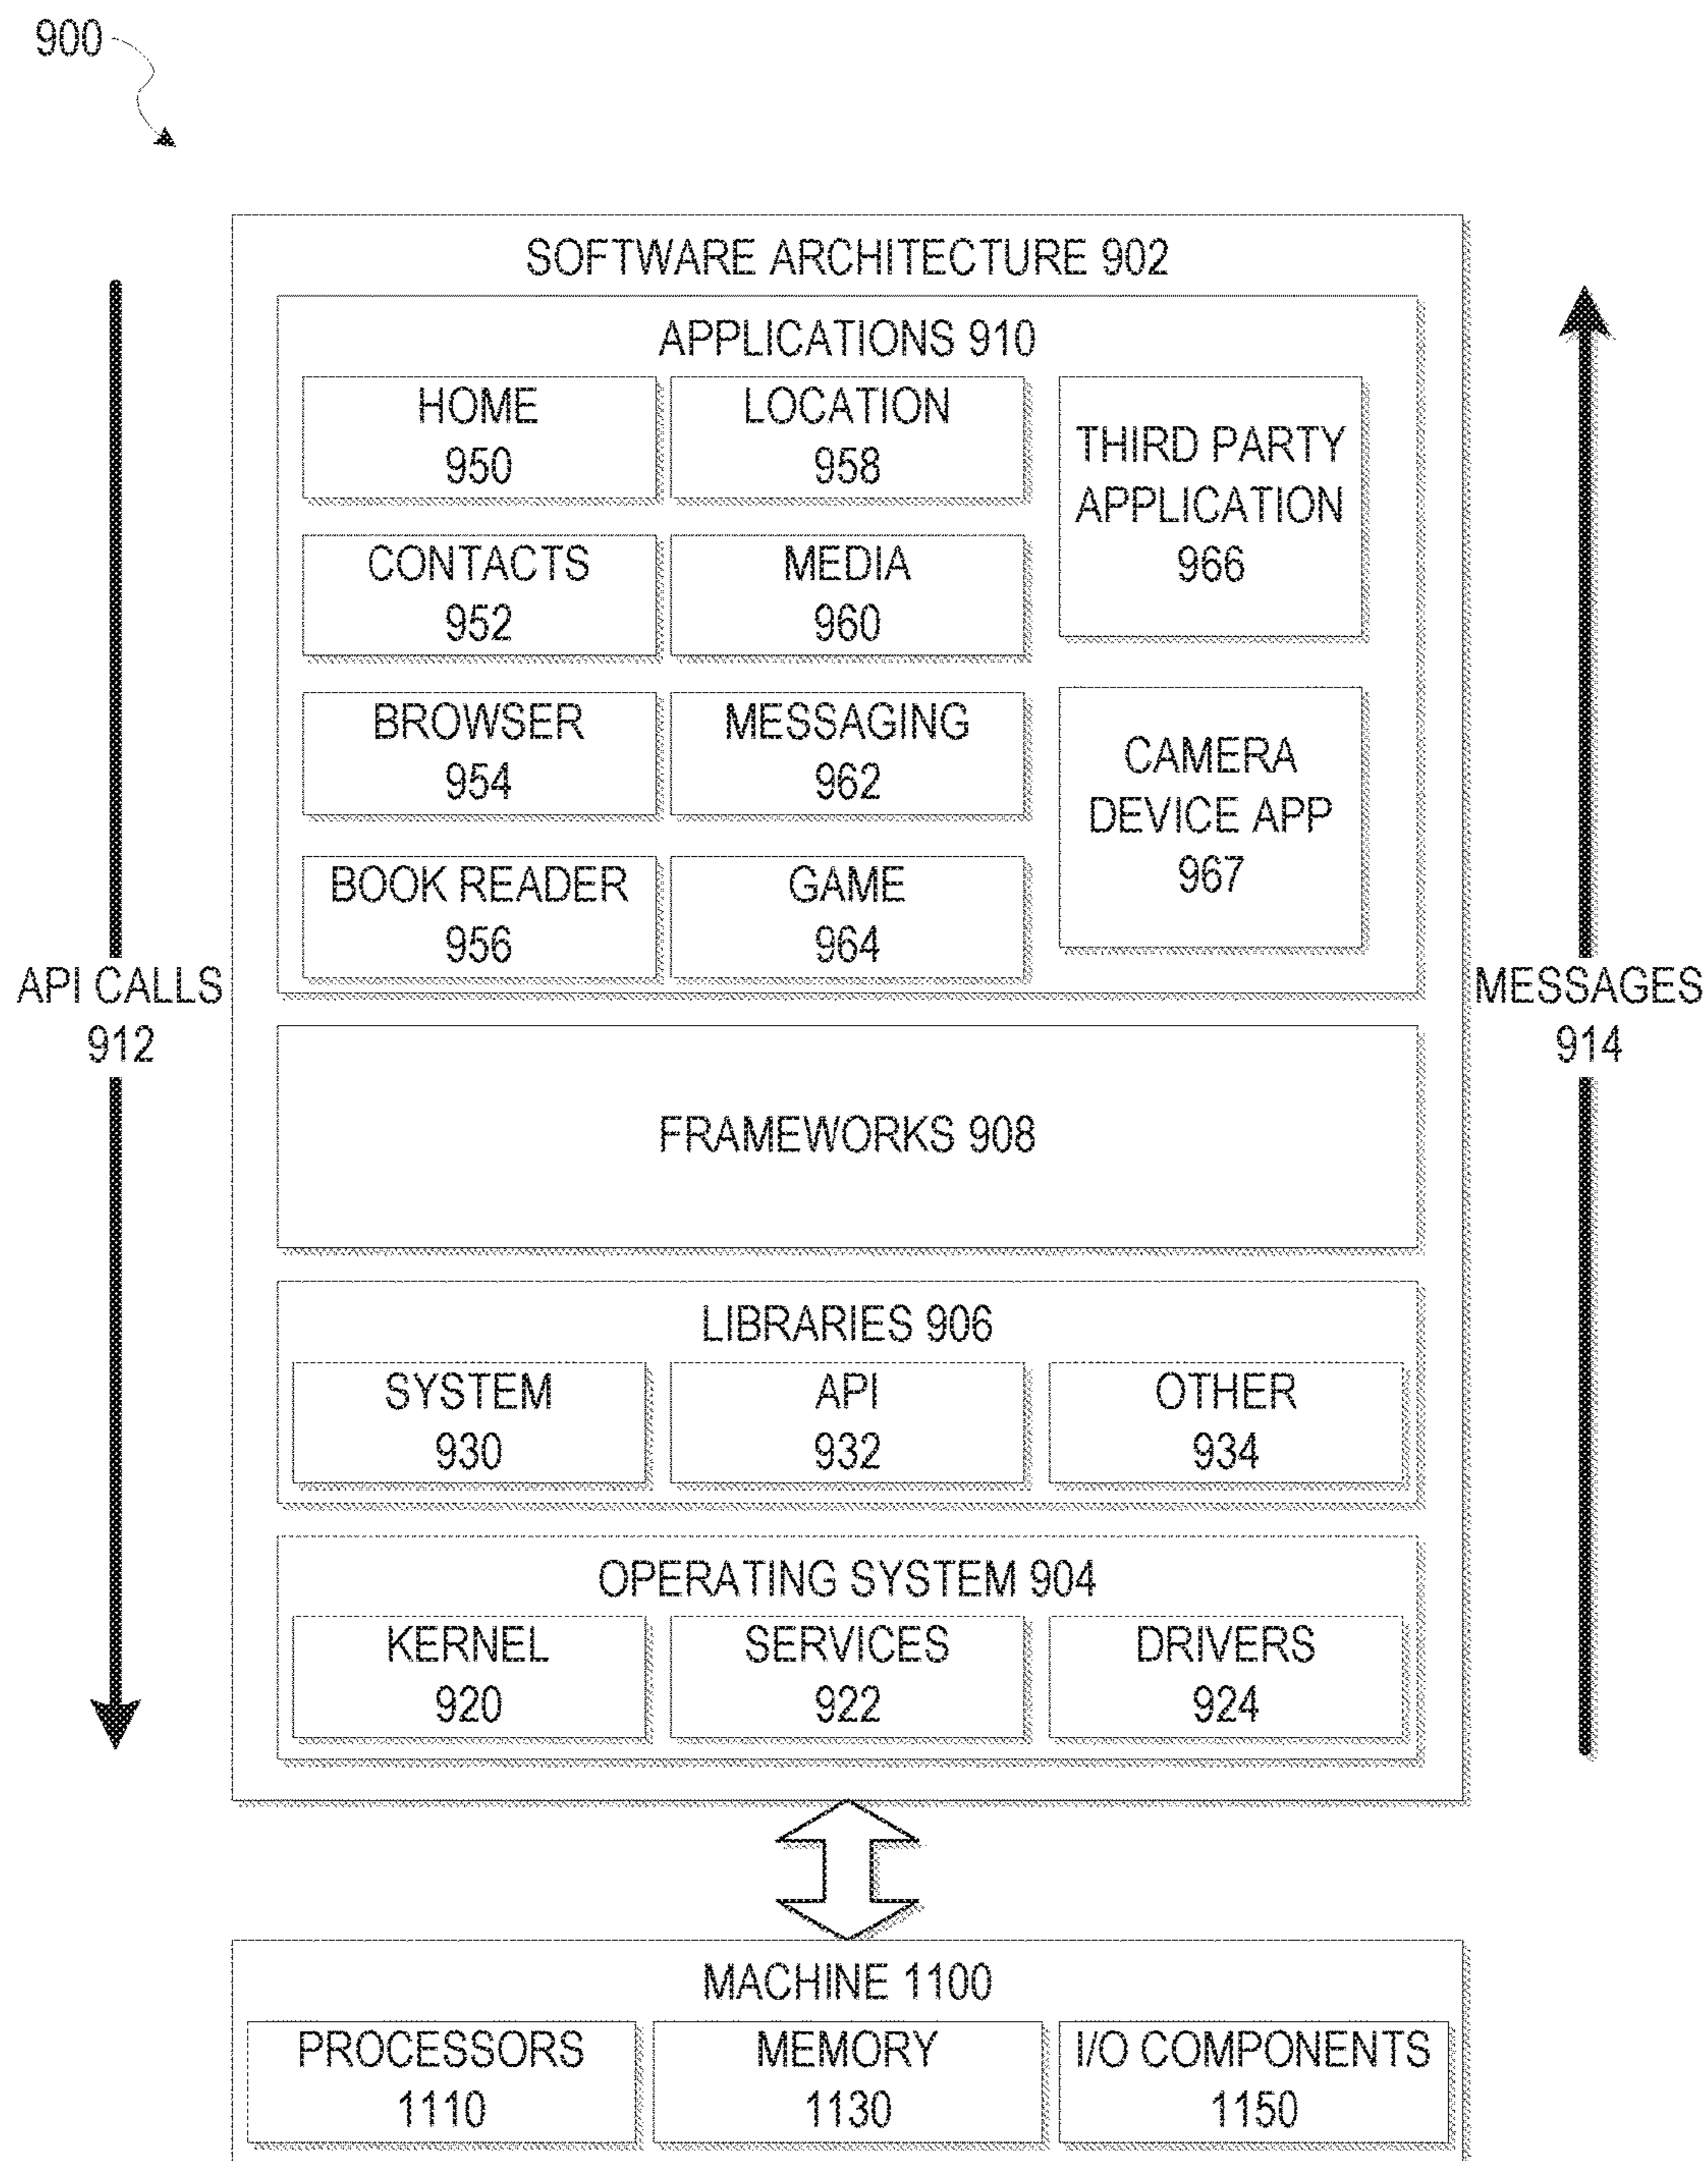 900
SOFTWARE ARCHITECTURE 902
APPLICATIONS 910
HOME
950
LOCATION
958
THIRD PARTY
APPLICATION
966
CONTACTS
952
MEDIA
960
BROWSER
954
MESSAGING
962
CAMERA
DEVICE APP
967
BOOK READER
956
GAME
964
API CALLS
912
MESSAGES
914
FRAMEWORKS 908
LIBRARIES 906
SYSTEM
930
API
932
OTHER
934
OPERATING SYSTEM 904
KERNEL
920
SERVICES
922
DRIVERS
924
MACHINE 1100
PROCESSORS
1110
MEMORY
1130
I/O COMPONENTS
1150